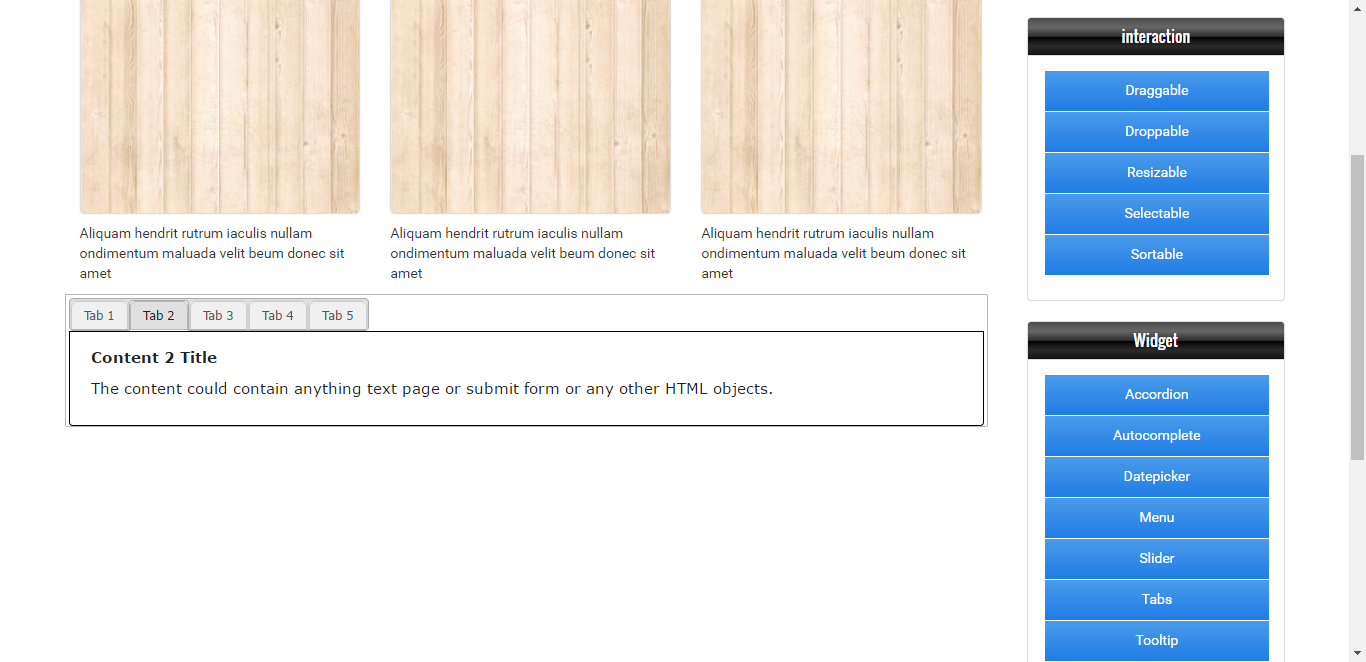 Aliquam hendrit rutrum iaculis nullam
ondimentum maluada velit beum donec sit
amet
Aliquam hendrit rutrum iaculis nullam
ondimentum maluada velit beum donec sit
amet
Aliquam hendrit rutrum iaculis nullam
ondimentum maluada velit beum donec sit
amet
Tab 1 Tab 2 Tab 3 Tab 4 Tab 5
Content 2 Title
The content could contain anything text page or submit form or any other HTML objects.
interaction
Draggable
Droppable
Resizable
Selectable
Sortable
Widget
Accordion
Autocomplete
Datepicker
Menu
Slider
Tabs
Tooltip